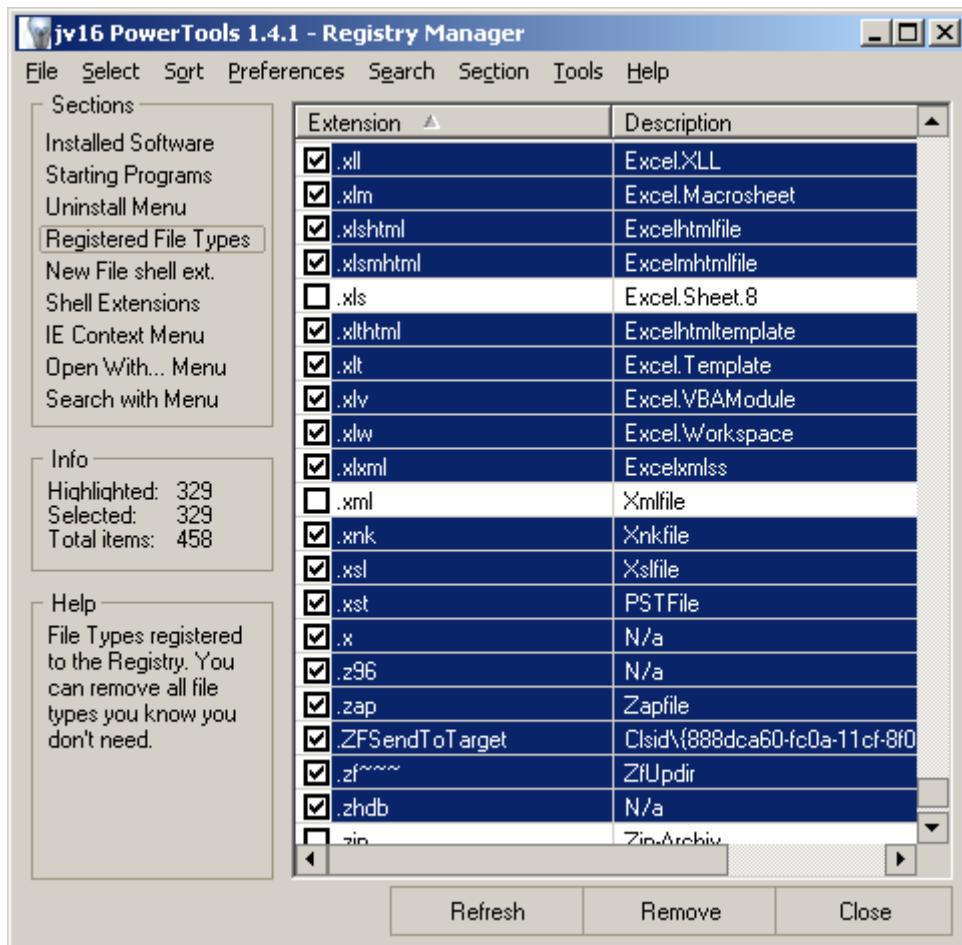 jv16 PowerTools 1.4.1 - Registry Manager
File Select Sort Preferences Search Section Tools Help
Sections
Installed Software
Starting Programs
Uninstall Menu
Registered File Types
New File shell ext.
Shell Extensions
IE Context Menu
Open With... Menu
Search with Menu
Info
Highlighted: 329
Selected: 329
Total items: 458
Help
File Types registered
to the Registry. You
can remove all file
types you know you
don't need.
Extension Description
.xll Excel.XLL
.xlm Excel.Macrosheet
.xlshtml Excelhtmlfile
.xlsmhtml Excelmhtmlfile
.xls Excel.Sheet.8
.xlthtml Excelhtmltemplate
.xlt Excel.Template
.xlv Excel.VBAModule
.xlw Excel.Workspace
.xlxml Excelxmlss
.xml Xmlfile
.xnk Xnkfile
.xsl Xslfile
.xst PSTFile
.x N/a
.z96 N/a
.zap Zapfile
.ZFSendToTarget Clsid\{888dca60-fc0a-11cf-8f0
.zf~~~ ZfUpdir
.zhdb N/a
.zip Zip-Archiv
Refresh Remove Close